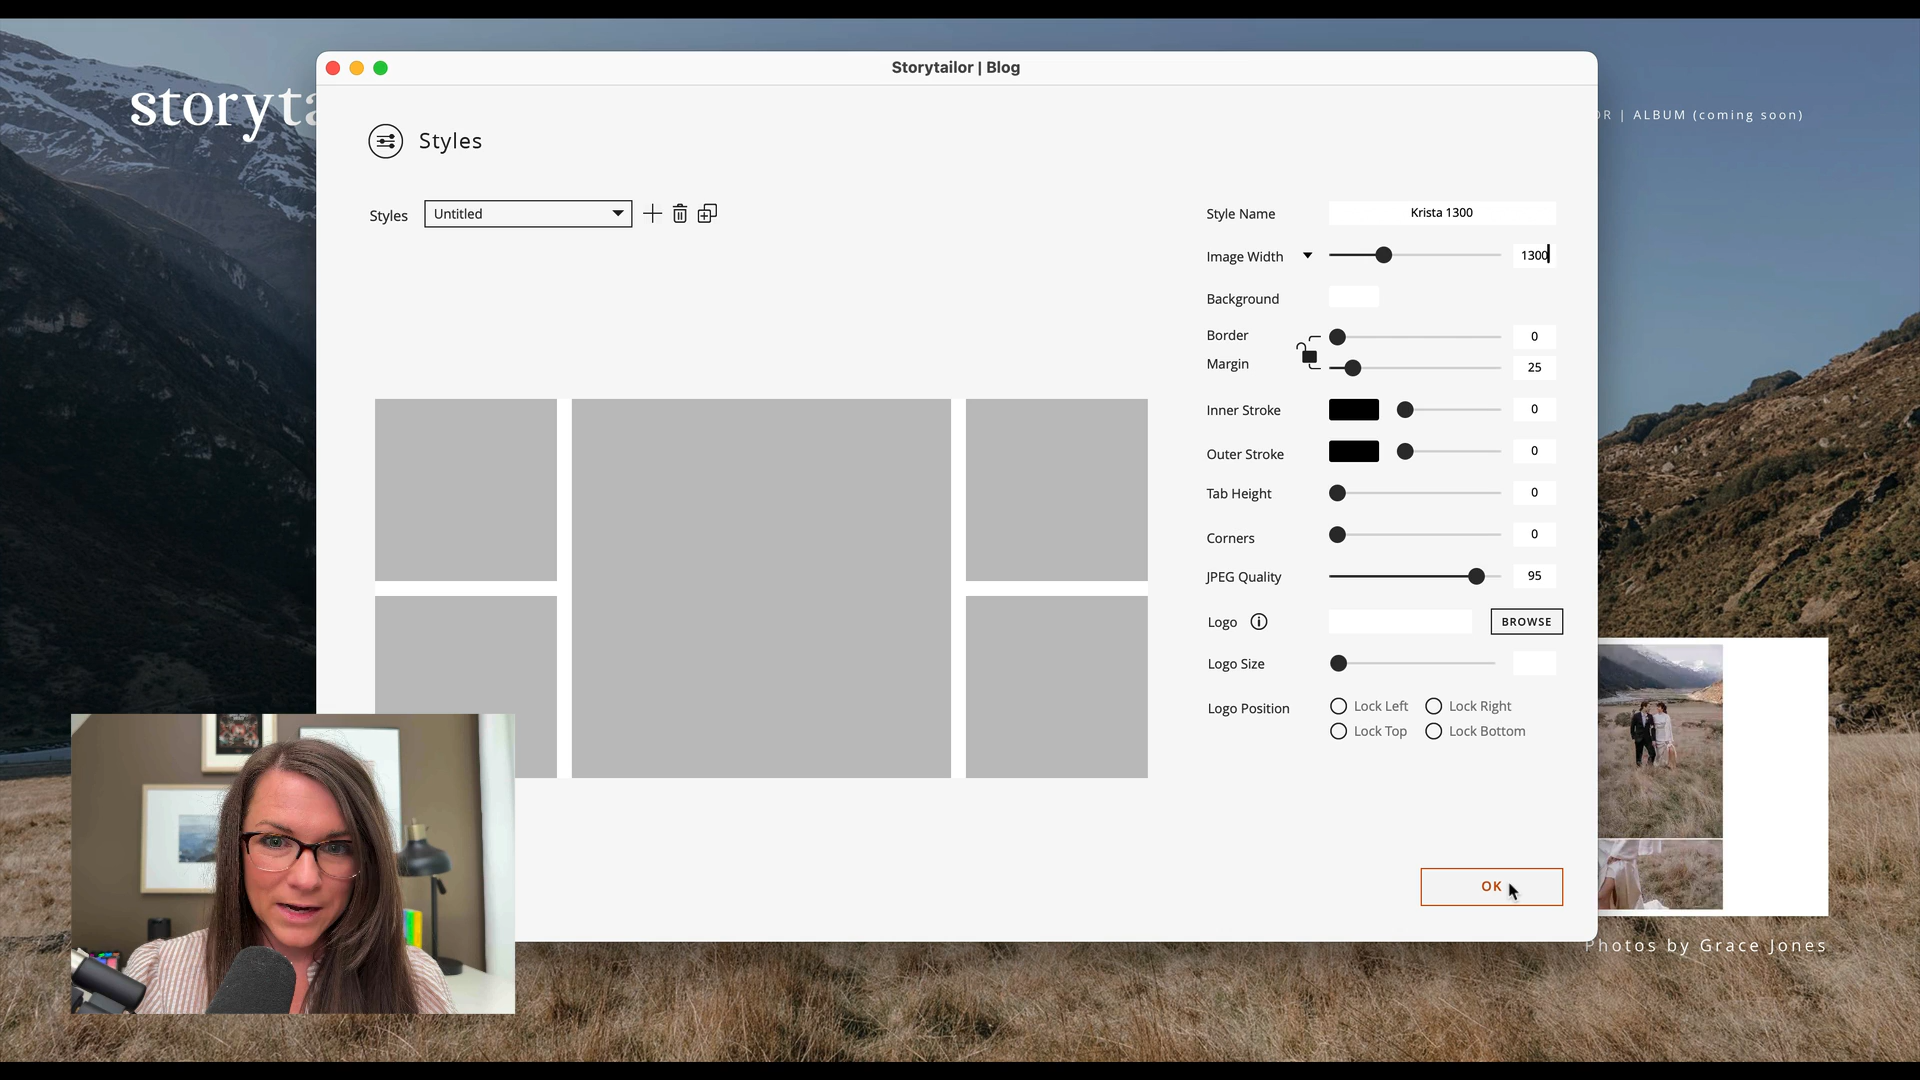 Storytailor | Blog
storyta
OR | ALBUM (coming soon)
Styles
Styles
Untitled
Style Name
Krista 1300
Image Width
1300
Background
Border
0
Margin
25
Inner Stroke
0
Outer Stroke
0
Tab Height
0
Corners
0
JPEG Quality
95
Logo
BROWSE
Logo Size
Logo Position
Lock Left
Lock Right
Lock Top
Lock Bottom
OK
Photos by Grace Jones